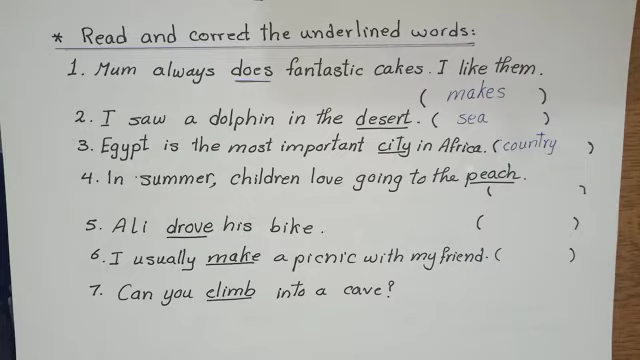 * Read and correct the underlined words:
1. Mum always does fantastic cakes. I like them.
( makes )
2. I saw a dolphin in the desert. ( sea )
3. Egypt is the most important city in Africa. ( country )
4. In summer, children love going to the peach.
( )
5. Ali drove his bike. ( )
6. I usually make a picnic with my friend. ( )
7. Can you climb into a cave?